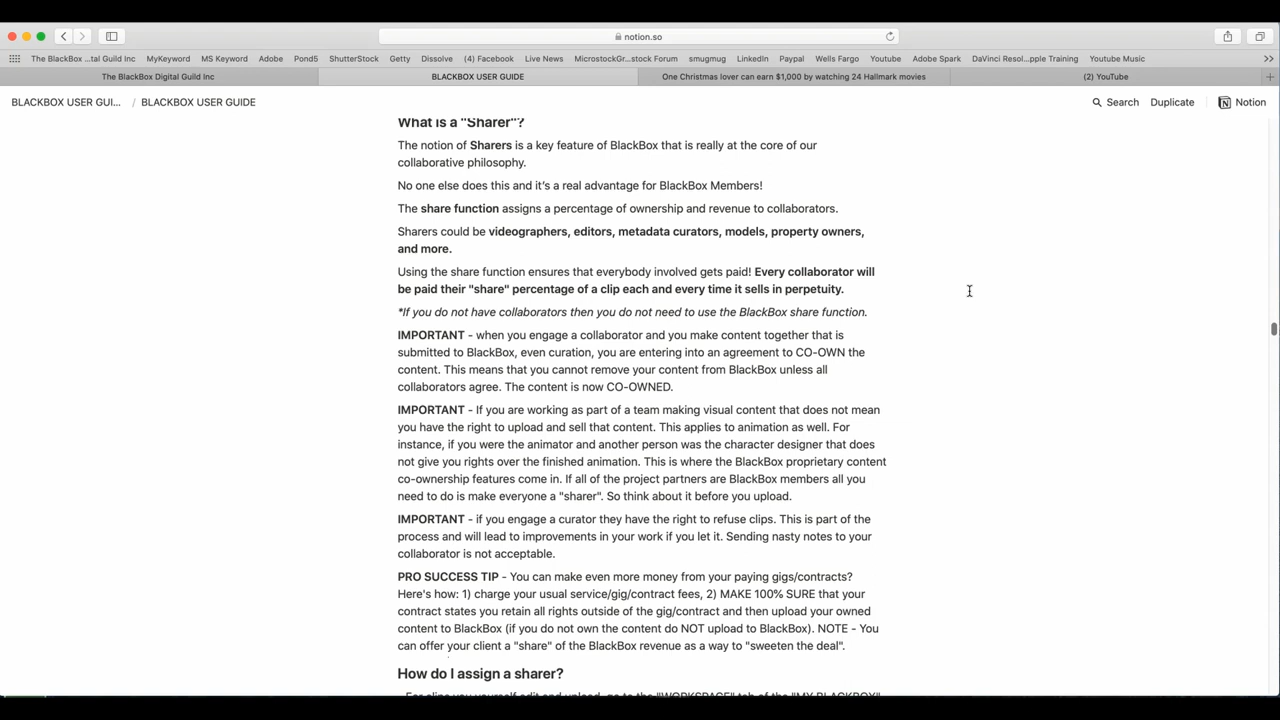 notion.so
The BlackBox ...tal Guild Inc MyKeyword MS Keyword Adobe Pond5 ShutterStock Getty Dissolve (4) Facebook Live News MicrostockGr...stock Forum smugmug LinkedIn Paypal Wells Fargo Youtube Adobe Spark DaVinci Resol...pple Training Youtube Music
The BlackBox Digital Guild Inc BLACKBOX USER GUIDE One Christmas lover can earn $1,000 by watching 24 Hallmark movies (2) YouTube
BLACKBOX USER GUI... / BLACKBOX USER GUIDE Search Duplicate Notion
What is a "Sharer"?
The notion of Sharers is a key feature of BlackBox that is really at the core of our
collaborative philosophy.
No one else does this and it's a real advantage for BlackBox Members!
The share function assigns a percentage of ownership and revenue to collaborators.
Sharers could be videographers, editors, metadata curators, models, property owners,
and more.
Using the share function ensures that everybody involved gets paid! Every collaborator will
be paid their "share" percentage of a clip each and every time it sells in perpetuity.
*If you do not have collaborators then you do not need to use the BlackBox share function.
IMPORTANT - when you engage a collaborator and you make content together that is
submitted to BlackBox, even curation, you are entering into an agreement to CO-OWN the
content. This means that you cannot remove your content from BlackBox unless all
collaborators agree. The content is now CO-OWNED.
IMPORTANT - If you are working as part of a team making visual content that does not mean
you have the right to upload and sell that content. This applies to animation as well. For
instance, if you were the animator and another person was the character designer that does
not give you rights over the finished animation. This is where the BlackBox proprietary content
co-ownership features come in. If all of the project partners are BlackBox members all you
need to do is make everyone a "sharer". So think about it before you upload.
IMPORTANT - if you engage a curator they have the right to refuse clips. This is part of the
process and will lead to improvements in your work if you let it. Sending nasty notes to your
collaborator is not acceptable.
PRO SUCCESS TIP - You can make even more money from your paying gigs/contracts?
Here's how: 1) charge your usual service/gig/contract fees, 2) MAKE 100% SURE that your
contract states you retain all rights outside of the gig/contract and then upload your owned
content to BlackBox (if you do not own the content do NOT upload to BlackBox). NOTE - You
can offer your client a "share" of the BlackBox revenue as a way to "sweeten the deal".
How do I assign a sharer?
For clips you yourself edit and upload, go to the "WORKSPACE" tab of the "MY BLACKBOX"